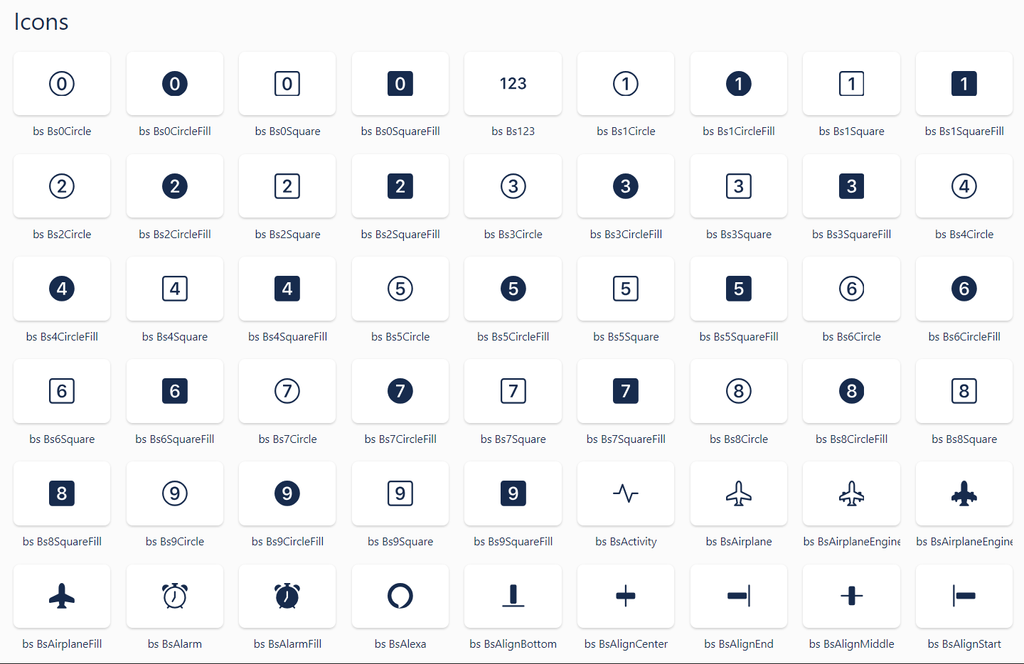 Icons
0 0 0 0 123 1 1 1 1
bs Bs0Circle bs Bs0CircleFill bs Bs0Square bs Bs0SquareFill bs Bs123 bs Bs1Circle bs Bs1CircleFill bs Bs1Square bs Bs1SquareFill
2 2 2 2 3 3 3 3 4
bs Bs2Circle bs Bs2CircleFill bs Bs2Square bs Bs2SquareFill bs Bs3Circle bs Bs3CircleFill bs Bs3Square bs Bs3SquareFill bs Bs4Circle
4 4 4 5 5 5 5 6 6
bs Bs4CircleFill bs Bs4Square bs Bs4SquareFill bs Bs5Circle bs Bs5CircleFill bs Bs5Square bs Bs5SquareFill bs Bs6Circle bs Bs6CircleFill
6 6 7 7 7 7 8 8 8
bs Bs6Square bs Bs6SquareFill bs Bs7Circle bs Bs7CircleFill bs Bs7Square bs Bs7SquareFill bs Bs8Circle bs Bs8CircleFill bs Bs8Square
8 9 9 9 9
bs Bs8SquareFill bs Bs9Circle bs Bs9CircleFill bs Bs9Square bs Bs9SquareFill bs BsActivity bs BsAirplane bs BsAirplaneEngine bs BsAirplaneEngine
bs BsAirplaneFill bs BsAlarm bs BsAlarmFill bs BsAlexa bs BsAlignBottom bs BsAlignCenter bs BsAlignEnd bs BsAlignMiddle bs BsAlignStart